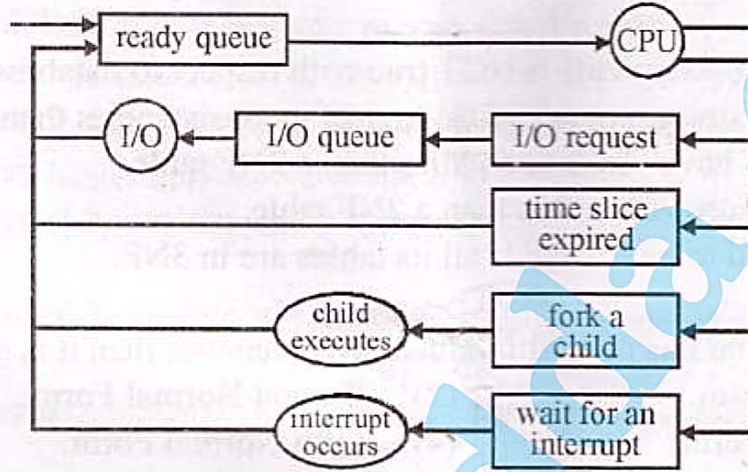 ready queue
CPU
I/O
I/O queue
I/O request
time slice
expired
child
executes
fork a
child
interrupt
occurs
wait for an
interrupt